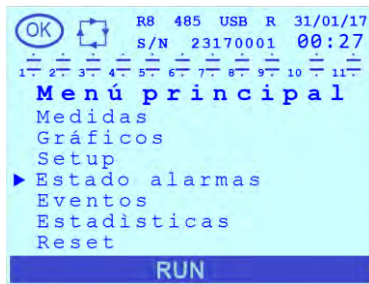 OK R8 485 USB R 31/01/17
S/N 23170001 00:27
1 2 3 4 5 6 7 8 9 10 11
Menú principal
Medidas
Gráficos
Setup
Estado alarmas
Eventos
Estadìsticas
Reset
RUN